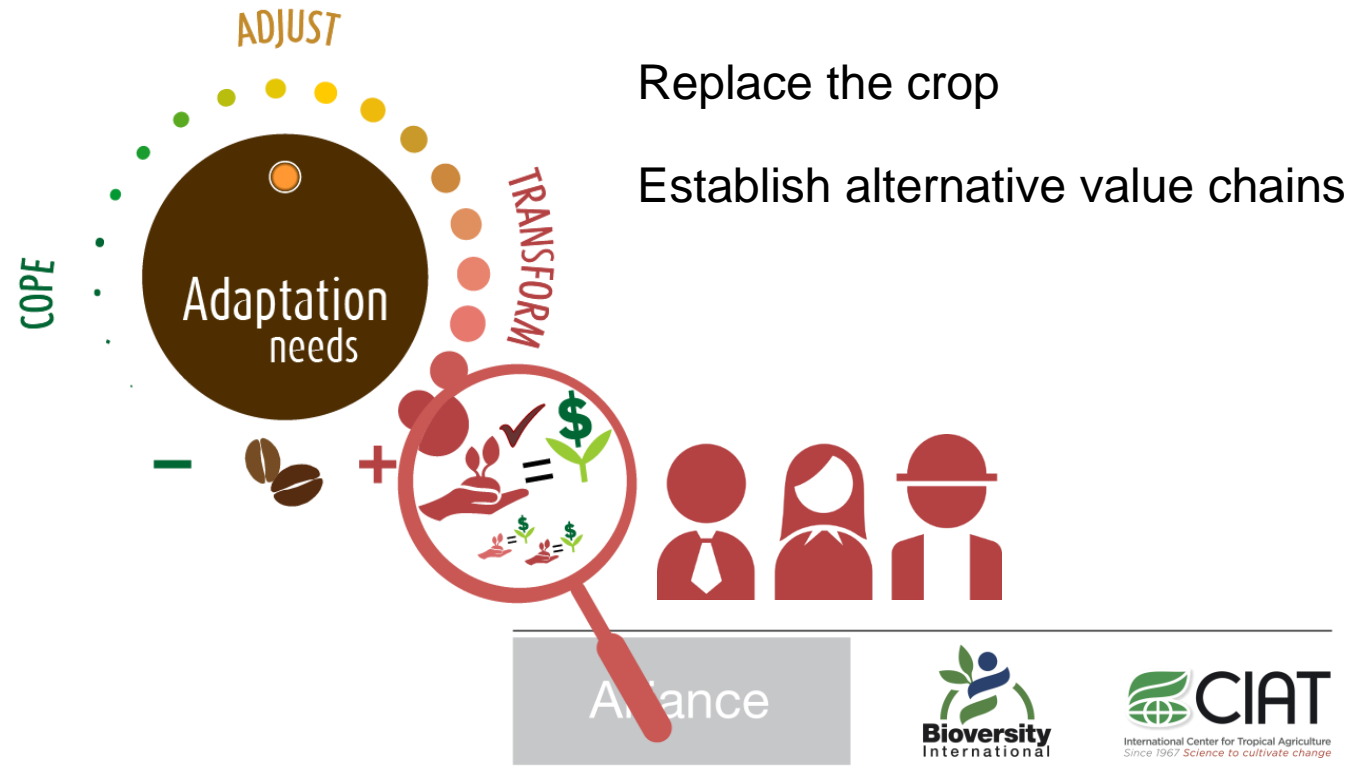 ADJUST
Replace the crop
Establish alternative value chains
TRANSFORM
COPE
Adaptation
needs
- +
$
=
$
=
$
=
Alliance
Bioversity
International
CIAT
International Center for Tropical Agriculture
Since 1967 Science to cultivate change